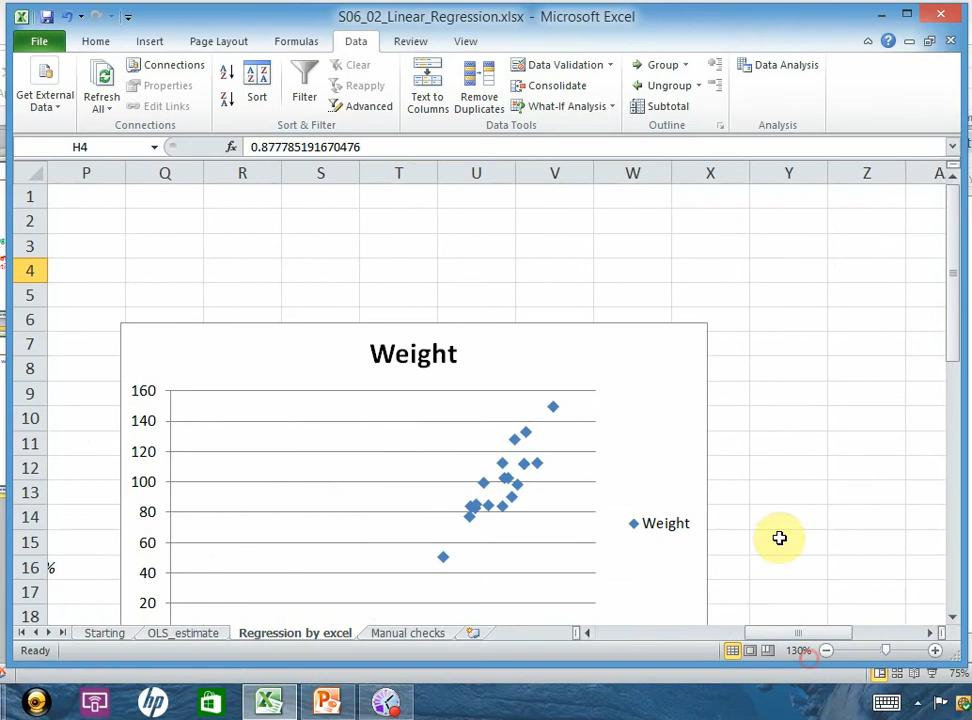 S06_02_Linear_Regression.xlsx - Microsoft Excel
File Home Insert Page Layout Formulas Data Review View
Get External Data
Refresh All
Connections
Properties
Edit Links
Connections
Sort
Filter
Clear
Reapply
Advanced
Sort & Filter
Text to Columns
Remove Duplicates
Data Validation
Consolidate
What-If Analysis
Data Tools
Group
Ungroup
Subtotal
Outline
Data Analysis
Analysis
H4 fx 0.877785191670476
P Q R S T U V W X Y Z A
1
2
3
4
5
6
7
8
9
10
11
12
13
14
15
16 %
17
18
Weight
160
140
120
100
80
60
40
20
Weight
Starting OLS_estimate Regression by excel Manual checks
Ready 130%
75%